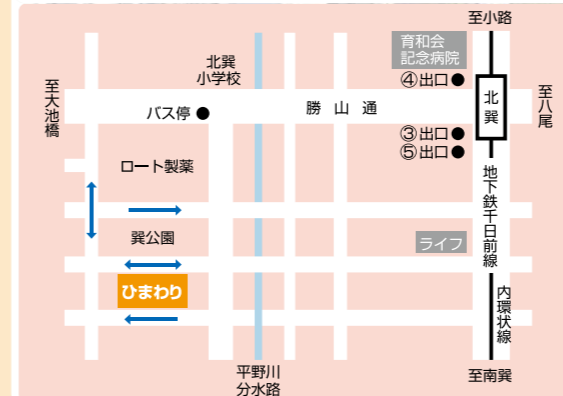 至小路
育和会
記念病院
④出口
北巽
小学校
至大池橋
バス停
勝山通
北巽
至八尾
③出口
⑤出口
ロート製薬
地下鉄千日前線
巽公園
ライフ
ひまわり
内環状線
平野川
分水路
至南巽